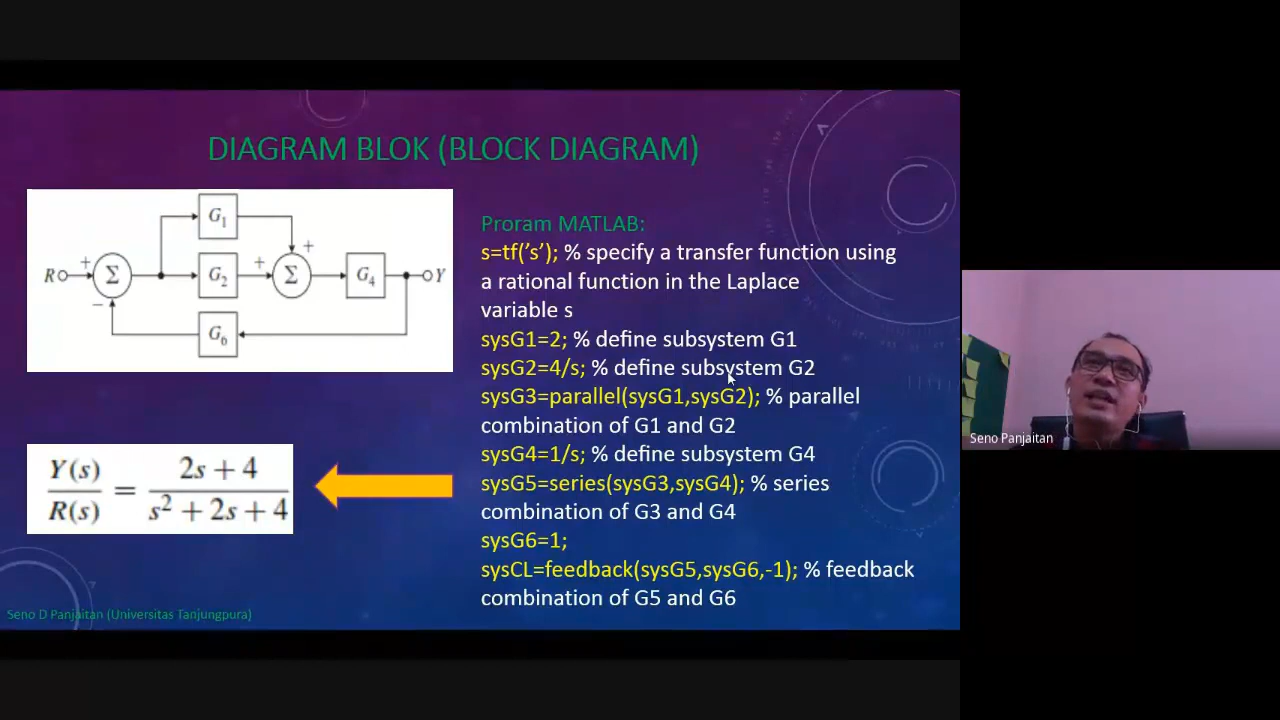 DIAGRAM BLOK (BLOCK DIAGRAM)
G1
R + Σ G2 + Σ + G4 Y
−
G6
Y(s) / R(s) = 2s + 4 / s² + 2s + 4
Proram MATLAB:
s=tf(’s’); % specify a transfer function using
a rational function in the Laplace
variable s
sysG1=2; % define subsystem G1
sysG2=4/s; % define subsystem G2
sysG3=parallel(sysG1,sysG2); % parallel
combination of G1 and G2
sysG4=1/s; % define subsystem G4
sysG5=series(sysG3,sysG4); % series
combination of G3 and G4
sysG6=1;
sysCL=feedback(sysG5,sysG6,-1); % feedback
combination of G5 and G6
Seno D Panjaitan (Universitas Tanjungpura)
Seno Panjaitan